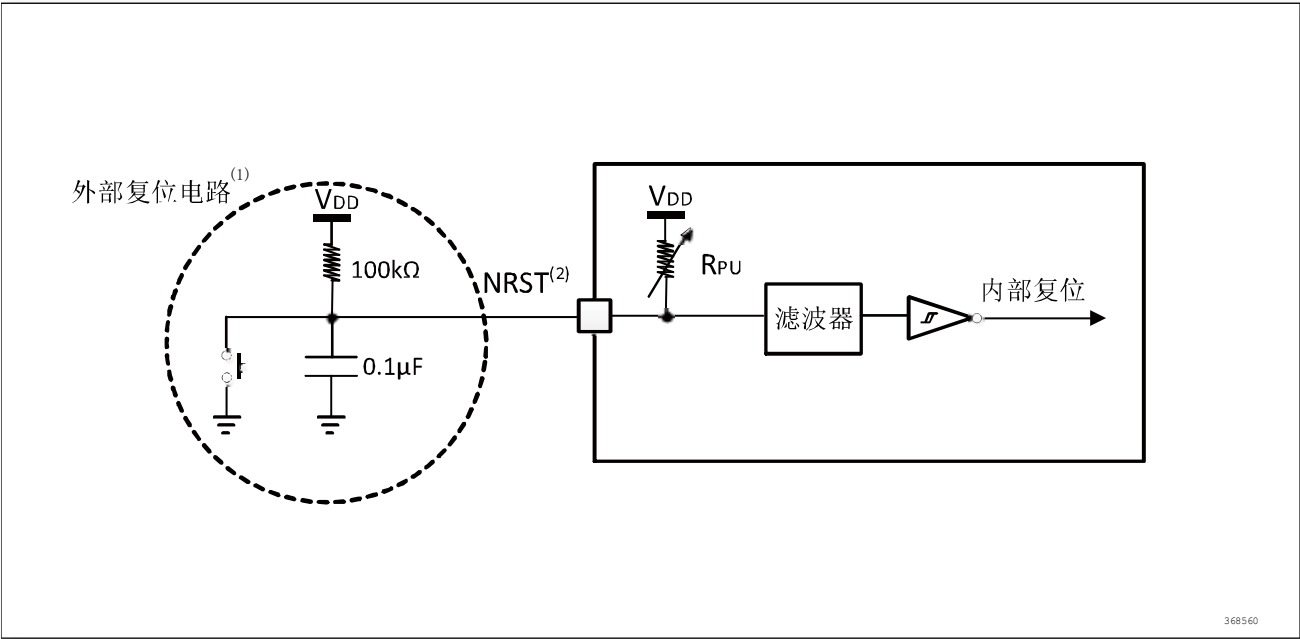 外部复位电路(1)
VDD
100kΩ
0.1μF
NRST(2)
VDD
RPU
滤波器
内部复位
368560